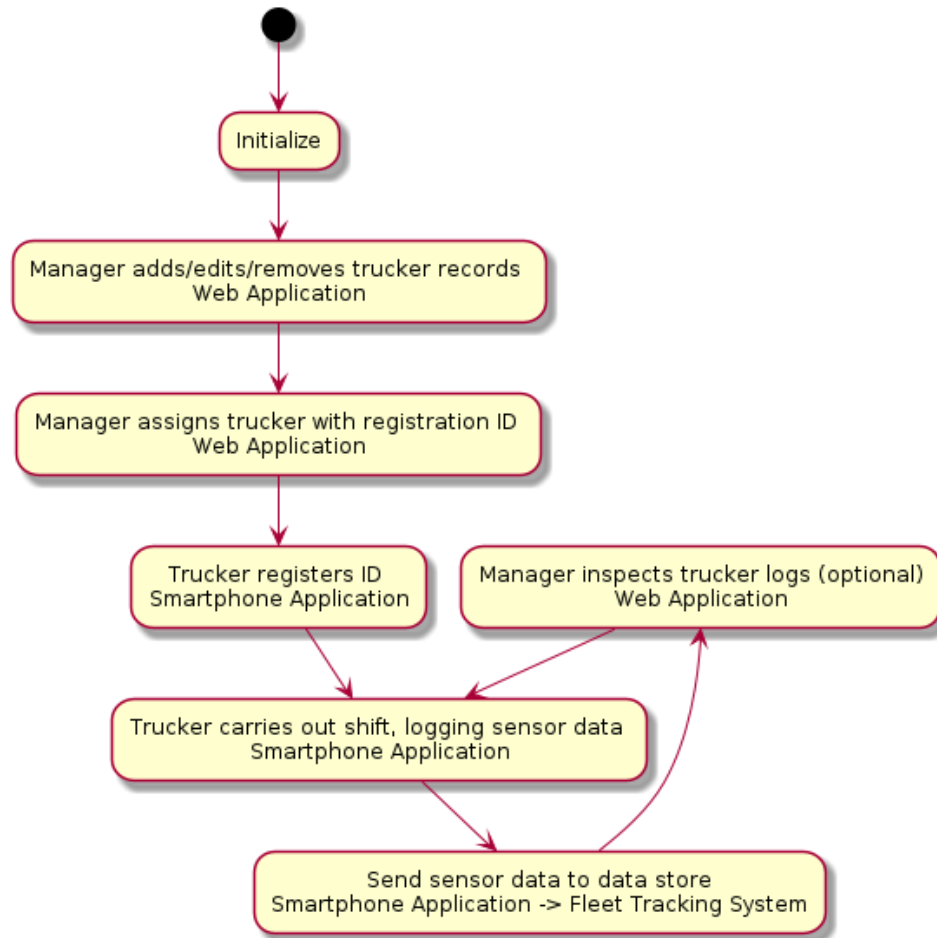 Initialize
Manager adds/edits/removes trucker records
Web Application
Manager assigns trucker with registration ID
Web Application
Trucker registers ID
Smartphone Application
Manager inspects trucker logs (optional)
Web Application
Trucker carries out shift, logging sensor data
Smartphone Application
Send sensor data to data store
Smartphone Application -> Fleet Tracking System